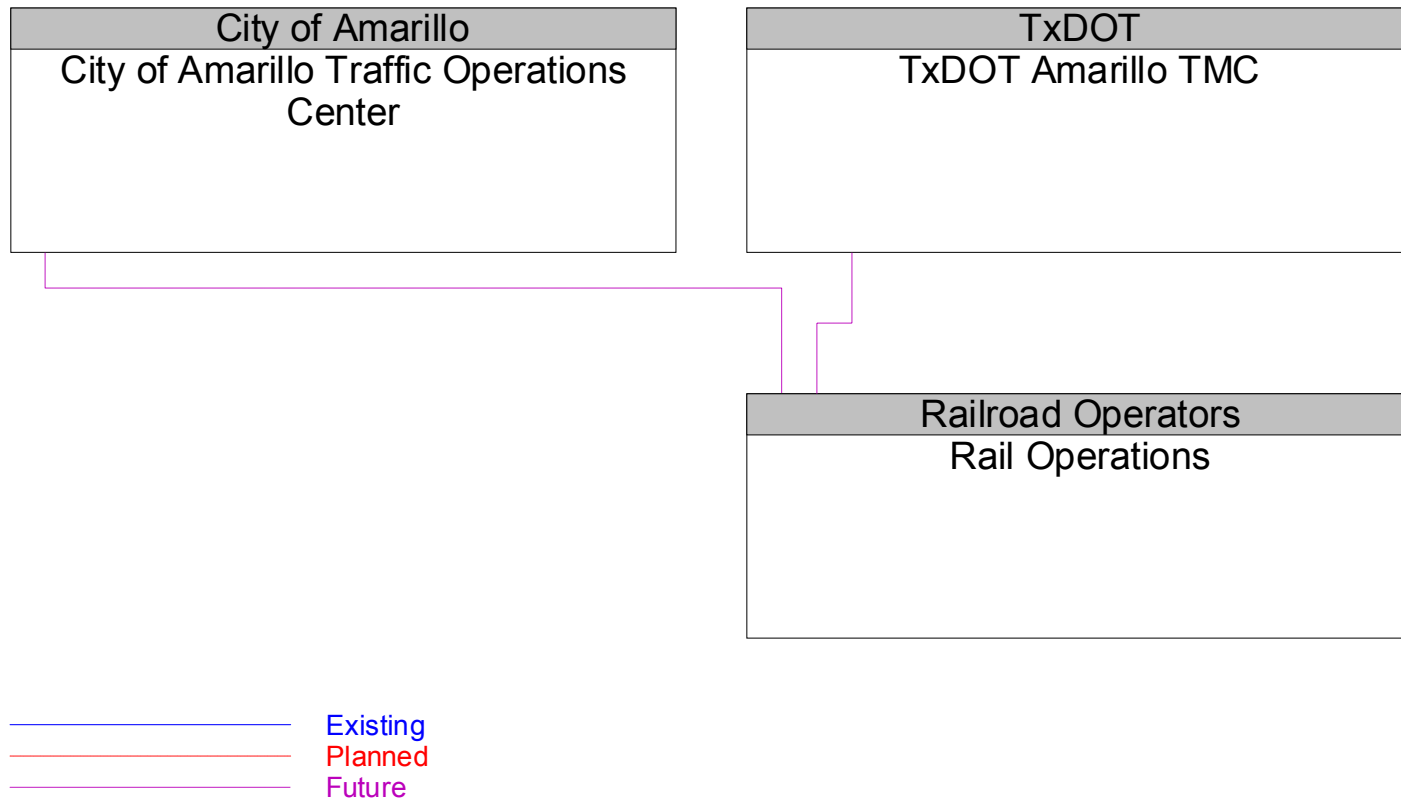 City of Amarillo
City of Amarillo Traffic Operations
Center
TxDOT
TxDOT Amarillo TMC
Railroad Operators
Rail Operations
Existing
Planned
Future